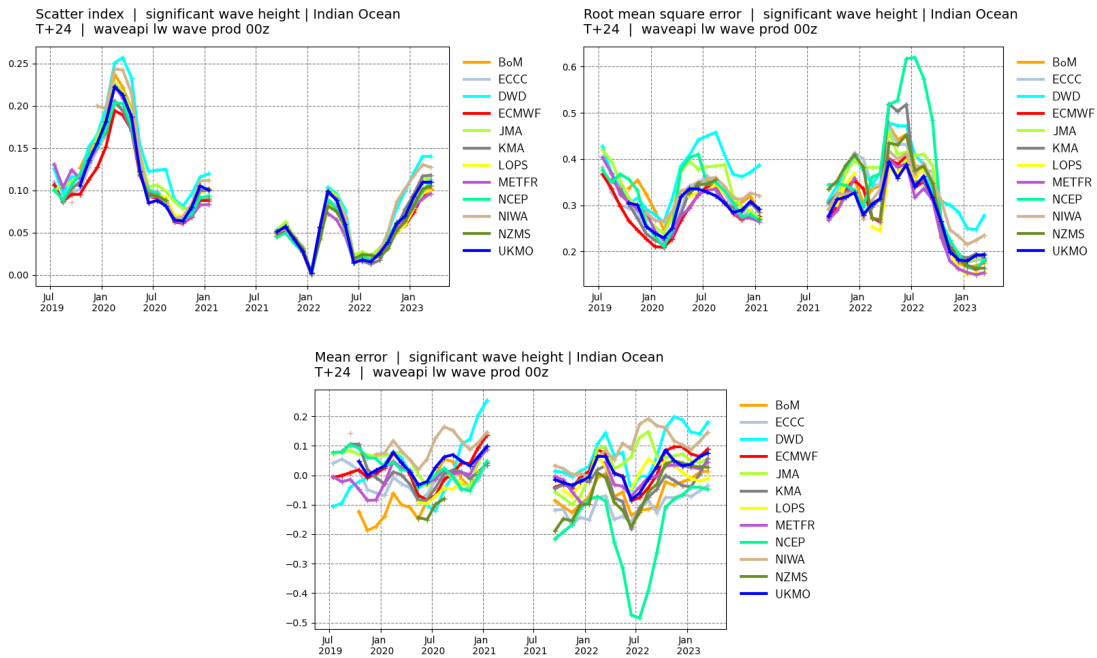 Scatter index | significant wave height | Indian Ocean
T+24 | waveapi lw wave prod 00z
0.25
0.20
0.15
0.10
0.05
0.00
Jul 2019
Jan 2020
Jul 2020
Jan 2021
Jul 2021
Jan 2022
Jul 2022
Jan 2023
BoM
ECCC
DWD
ECMWF
JMA
KMA
LOPS
METFR
NCEP
NIWA
NZMS
UKMO
Root mean square error | significant wave height | Indian Ocean
T+24 | waveapi lw wave prod 00z
0.6
0.5
0.4
0.3
0.2
Jul 2019
Jan 2020
Jul 2020
Jan 2021
Jul 2021
Jan 2022
Jul 2022
Jan 2023
BoM
ECCC
DWD
ECMWF
JMA
KMA
LOPS
METFR
NCEP
NIWA
NZMS
UKMO
Mean error | significant wave height | Indian Ocean
T+24 | waveapi lw wave prod 00z
0.2
0.1
0.0
−0.1
−0.2
−0.3
−0.4
−0.5
Jul 2019
Jan 2020
Jul 2020
Jan 2021
Jul 2021
Jan 2022
Jul 2022
Jan 2023
BoM
ECCC
DWD
ECMWF
JMA
KMA
LOPS
METFR
NCEP
NIWA
NZMS
UKMO